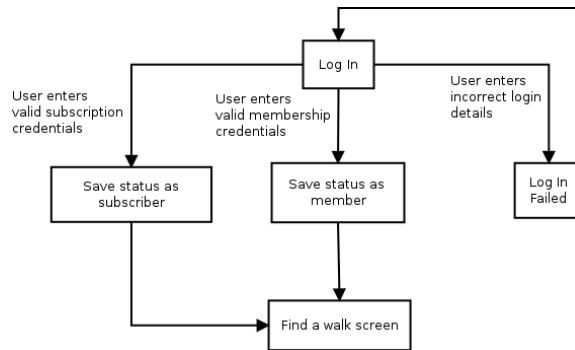 Log In
User enters
valid subscription
credentials
User enters
valid membership
credentials
User enters
incorrect login
details
Save status as
subscriber
Save status as
member
Log In
Failed
Find a walk screen